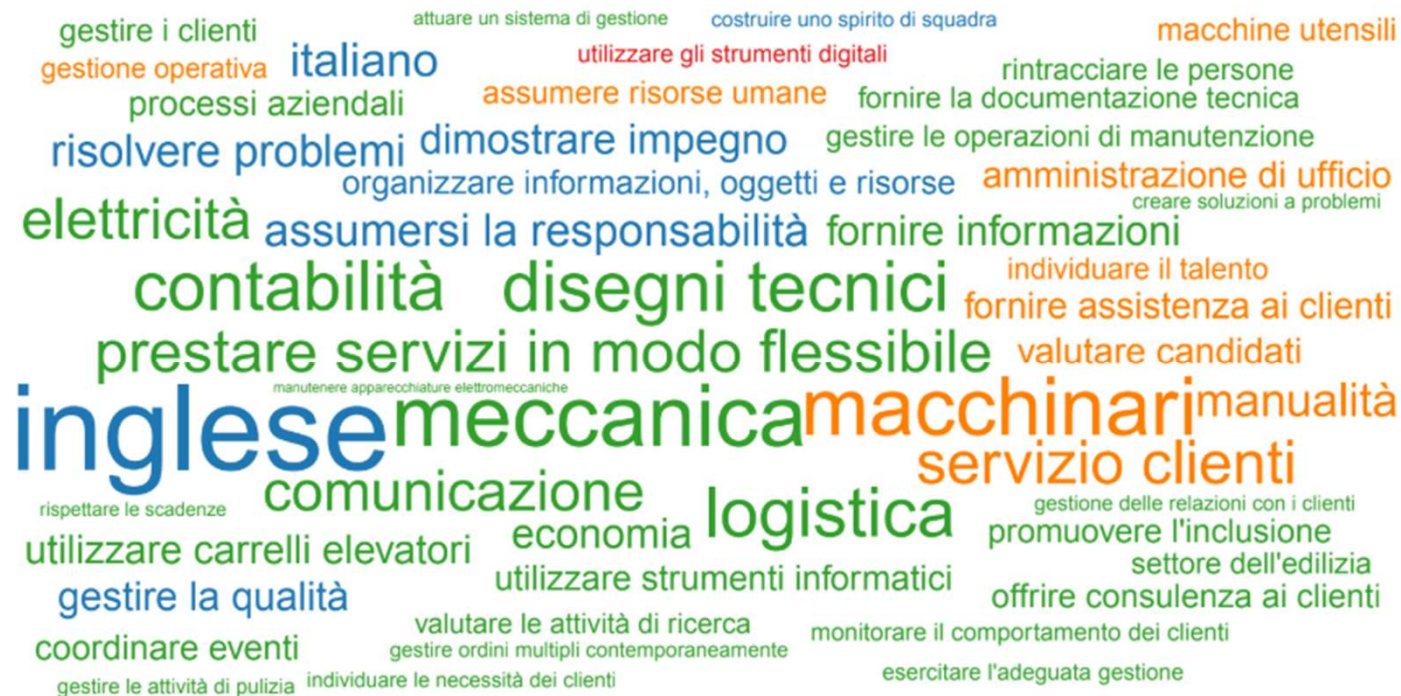 attuare un sistema di gestione
costruire uno spirito di squadra
gestire i clienti
macchine utensili
italiano
utilizzare gli strumenti digitali
gestione operativa
rintracciare le persone
processi aziendali
assumere risorse umane
fornire la documentazione tecnica
risolvere problemi
dimostrare impegno
gestire le operazioni di manutenzione
organizzare informazioni, oggetti e risorse
amministrazione di ufficio
creare soluzioni a problemi
elettricità
assumersi la responsabilità
fornire informazioni
contabilità
disegni tecnici
individuare il talento
fornire assistenza ai clienti
prestare servizi in modo flessibile
valutare candidati
manutenere apparecchiature elettromeccaniche
inglese
meccanica
macchinari
manualità
servizio clienti
comunicazione
rispettare le scadenze
logistica
gestione delle relazioni con i clienti
economia
promuovere l'inclusione
utilizzare carrelli elevatori
settore dell'edilizia
utilizzare strumenti informatici
gestire la qualità
offrire consulenza ai clienti
valutare le attività di ricerca
monitorare il comportamento dei clienti
coordinare eventi
gestire ordini multipli contemporaneamente
esercitare l'adeguata gestione
gestire le attività di pulizia
individuare le necessità dei clienti